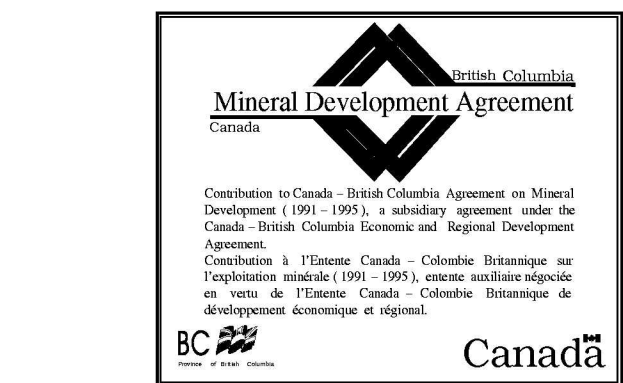 British Columbia
Mineral Development Agreement
Canada
Contribution to Canada – British Columbia Agreement on Mineral
Development ( 1991 – 1995 ), a subsidiary agreement under the
Canada – British Columbia Economic and Regional Development
Agreement.
Contribution à l'Entente Canada – Colombie Britannique sur
l'exploitation minérale ( 1991 – 1995 ), entente auxiliaire négociée
en vertu de l'Entente Canada – Colombie Britannique de
développement économique et régional.
BC
Province of British Columbia
Canada